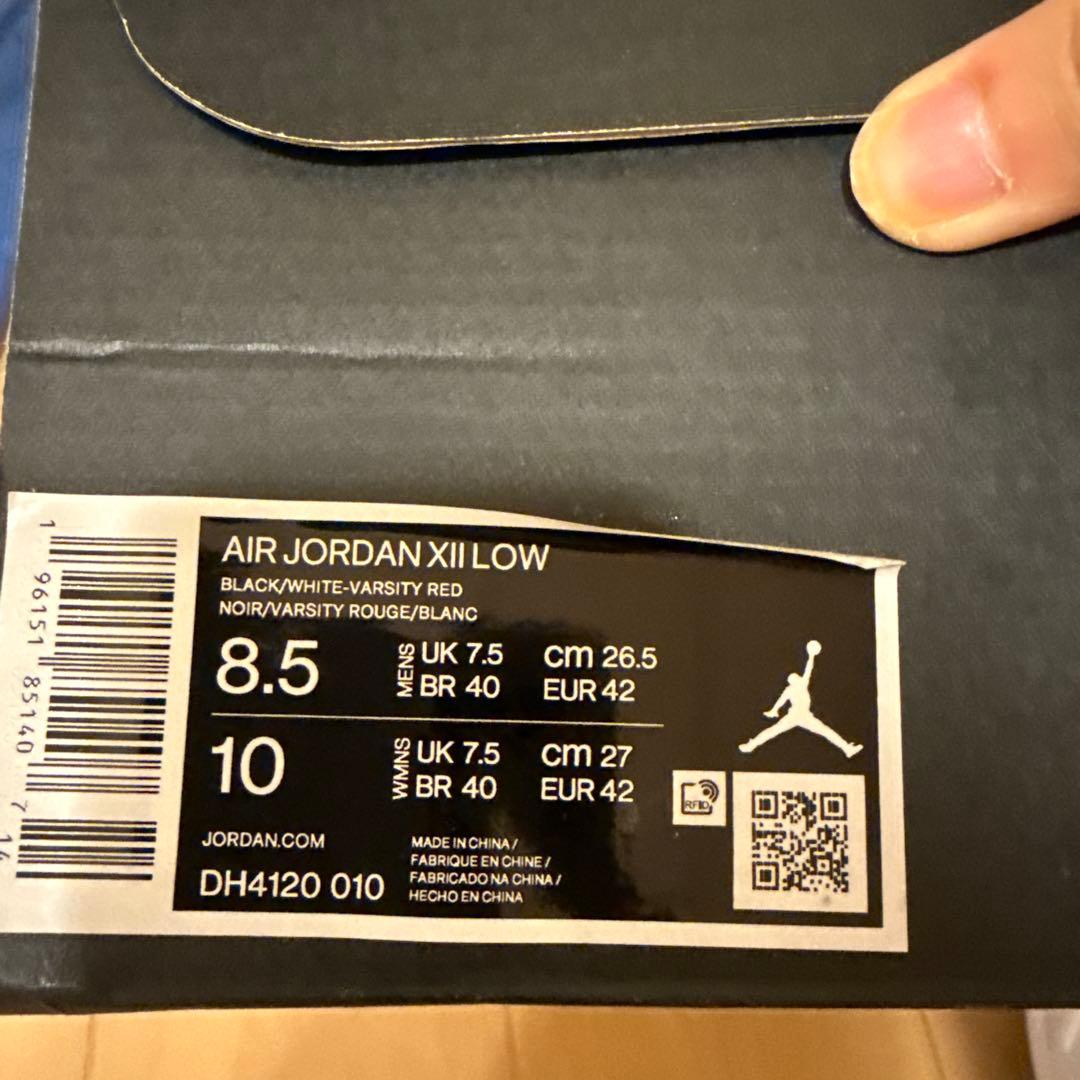 AIR JORDAN XII LOW
BLACK/WHITE-VARSITY RED
NOIR/VARSITY ROUGE/BLANC
8.5 MENS UK 7.5 cm 26.5
BR 40 EUR 42
10 WMNS UK 7.5 cm 27
BR 40 EUR 42
RFID
JORDAN.COM
DH4120 010
MADE IN CHINA /
FABRIQUE EN CHINE /
FABRICADO NA CHINA /
HECHO EN CHINA
1 96151 85140 7 14